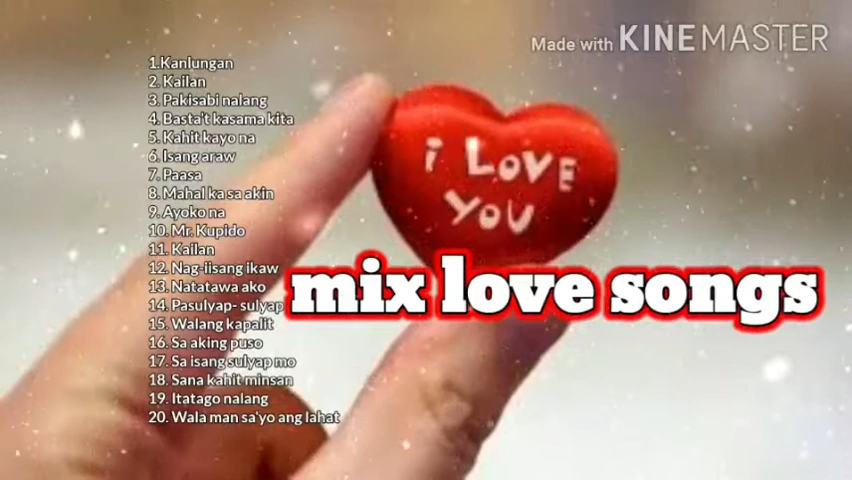 Made with KINEMASTER
1.Kanlungan
2. Kailan
3. Pakisabi nalang
4. Basta't kasama kita
5. Kahit kayo na
6. Isang araw
7. Paasa
8. Mahal ka sa akin
9. Ayoko na
10. Mr. Kupido
11. Kailan
12. Nag-iisang ikaw
13. Natatawa ako
14. Pasulyap- sulyap
15. Walang kapalit
16. Sa aking puso
17. Sa isang sulyap mo
18. Sana kahit minsan
19. Itatago nalang
20. Wala man sa'yo ang lahat
i LOVE
YOU
mix love songs